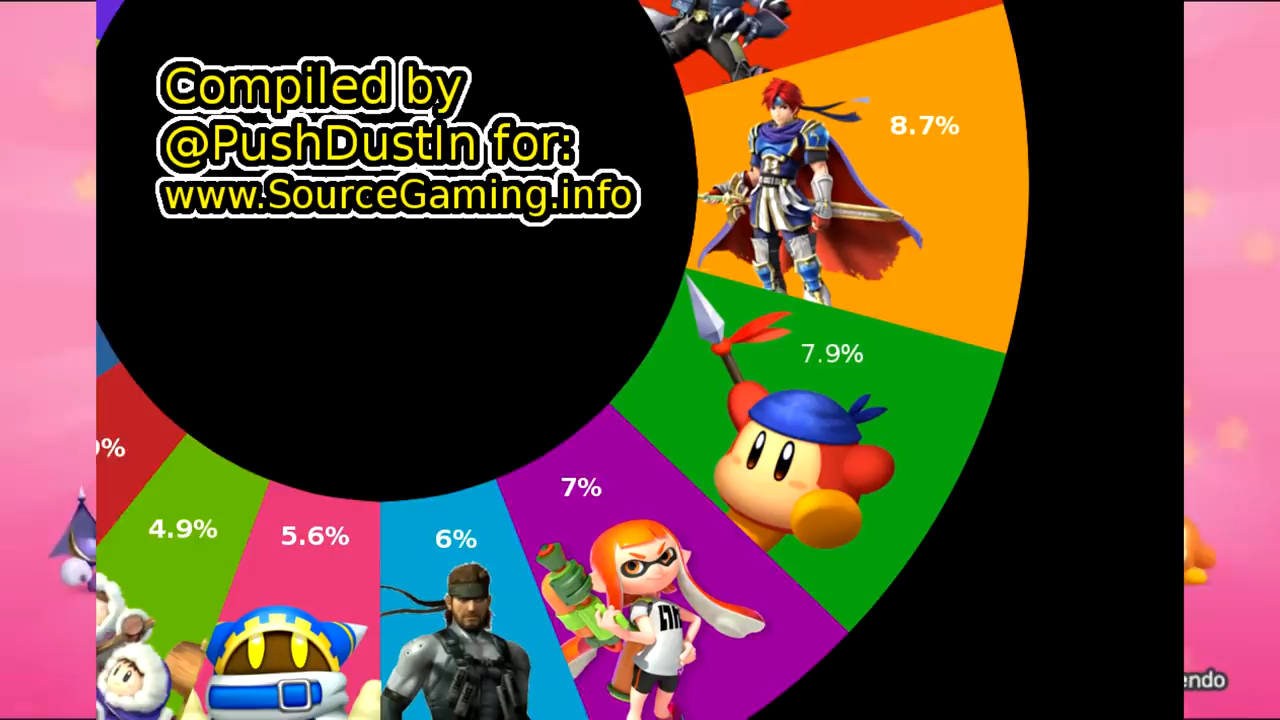 Compiled by
@PushDustIn for:
www.SourceGaming.info
8.7%
7.9%
7%
6%
5.6%
4.9%